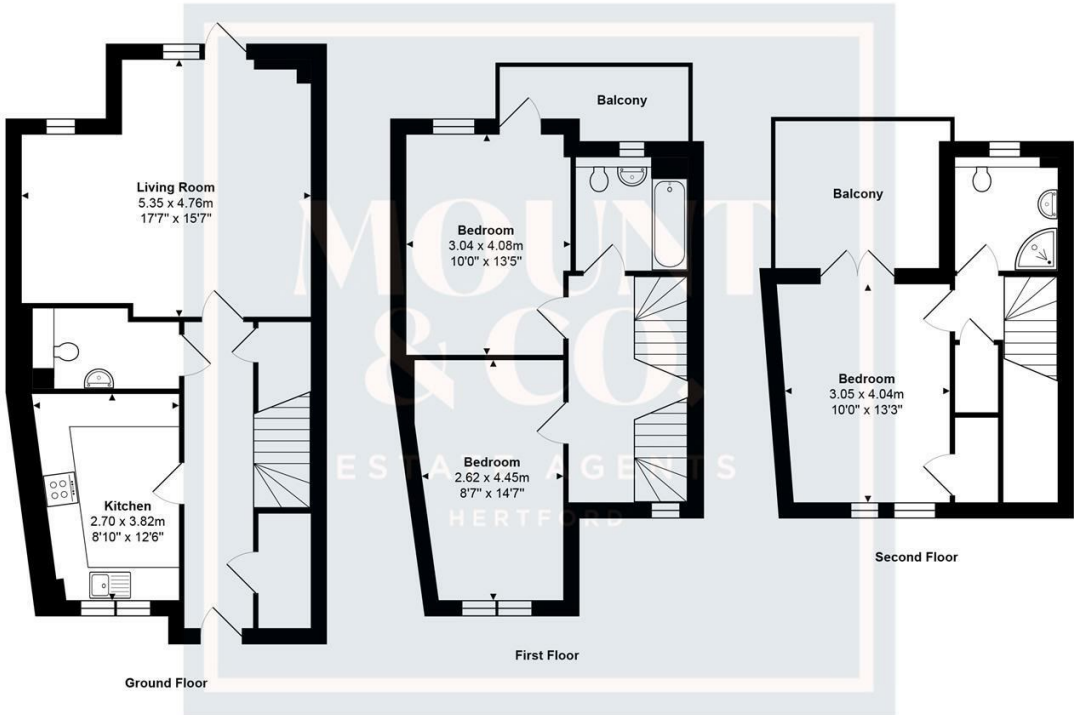 Living Room
5.35 x 4.76m
17'7" x 15'7"
Kitchen
2.70 x 3.82m
8'10" x 12'6"
Ground Floor
Balcony
Bedroom
3.04 x 4.08m
10'0" x 13'5"
Bedroom
2.62 x 4.45m
8'7" x 14'7"
First Floor
Balcony
Bedroom
3.05 x 4.04m
10'0" x 13'3"
Second Floor
MOUNT
& CO.
ESTATE AGENTS
HERTFORD